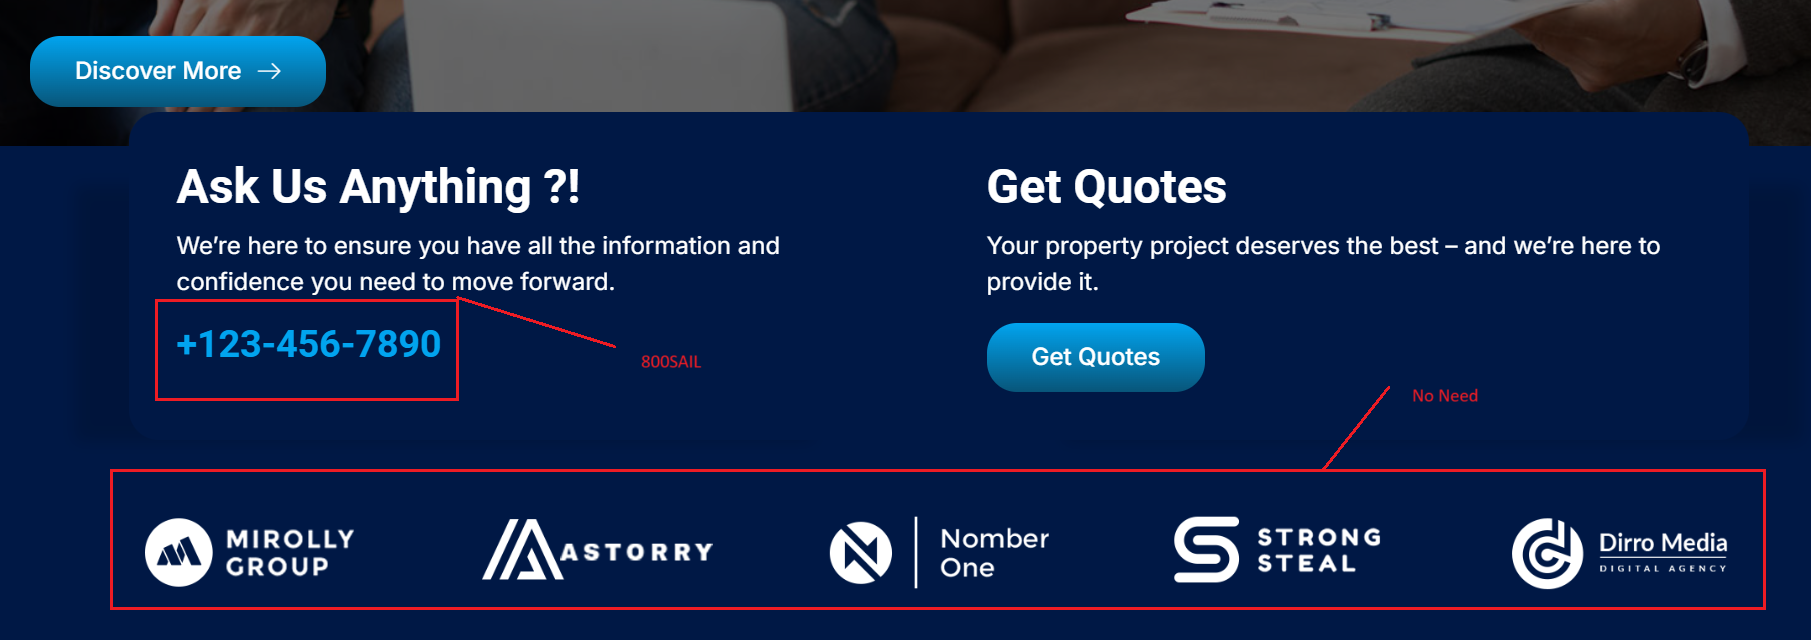 Discover More
Ask Us Anything ?!
We're here to ensure you have all the information and
confidence you need to move forward.
+123-456-7890
800SAIL
Get Quotes
Your property project deserves the best – and we're here to
provide it.
Get Quotes
No Need
MIROLLY
GROUP
ASTORRY
Nomber
One
STRONG
STEAL
Dirro Media
DIGITAL AGENCY